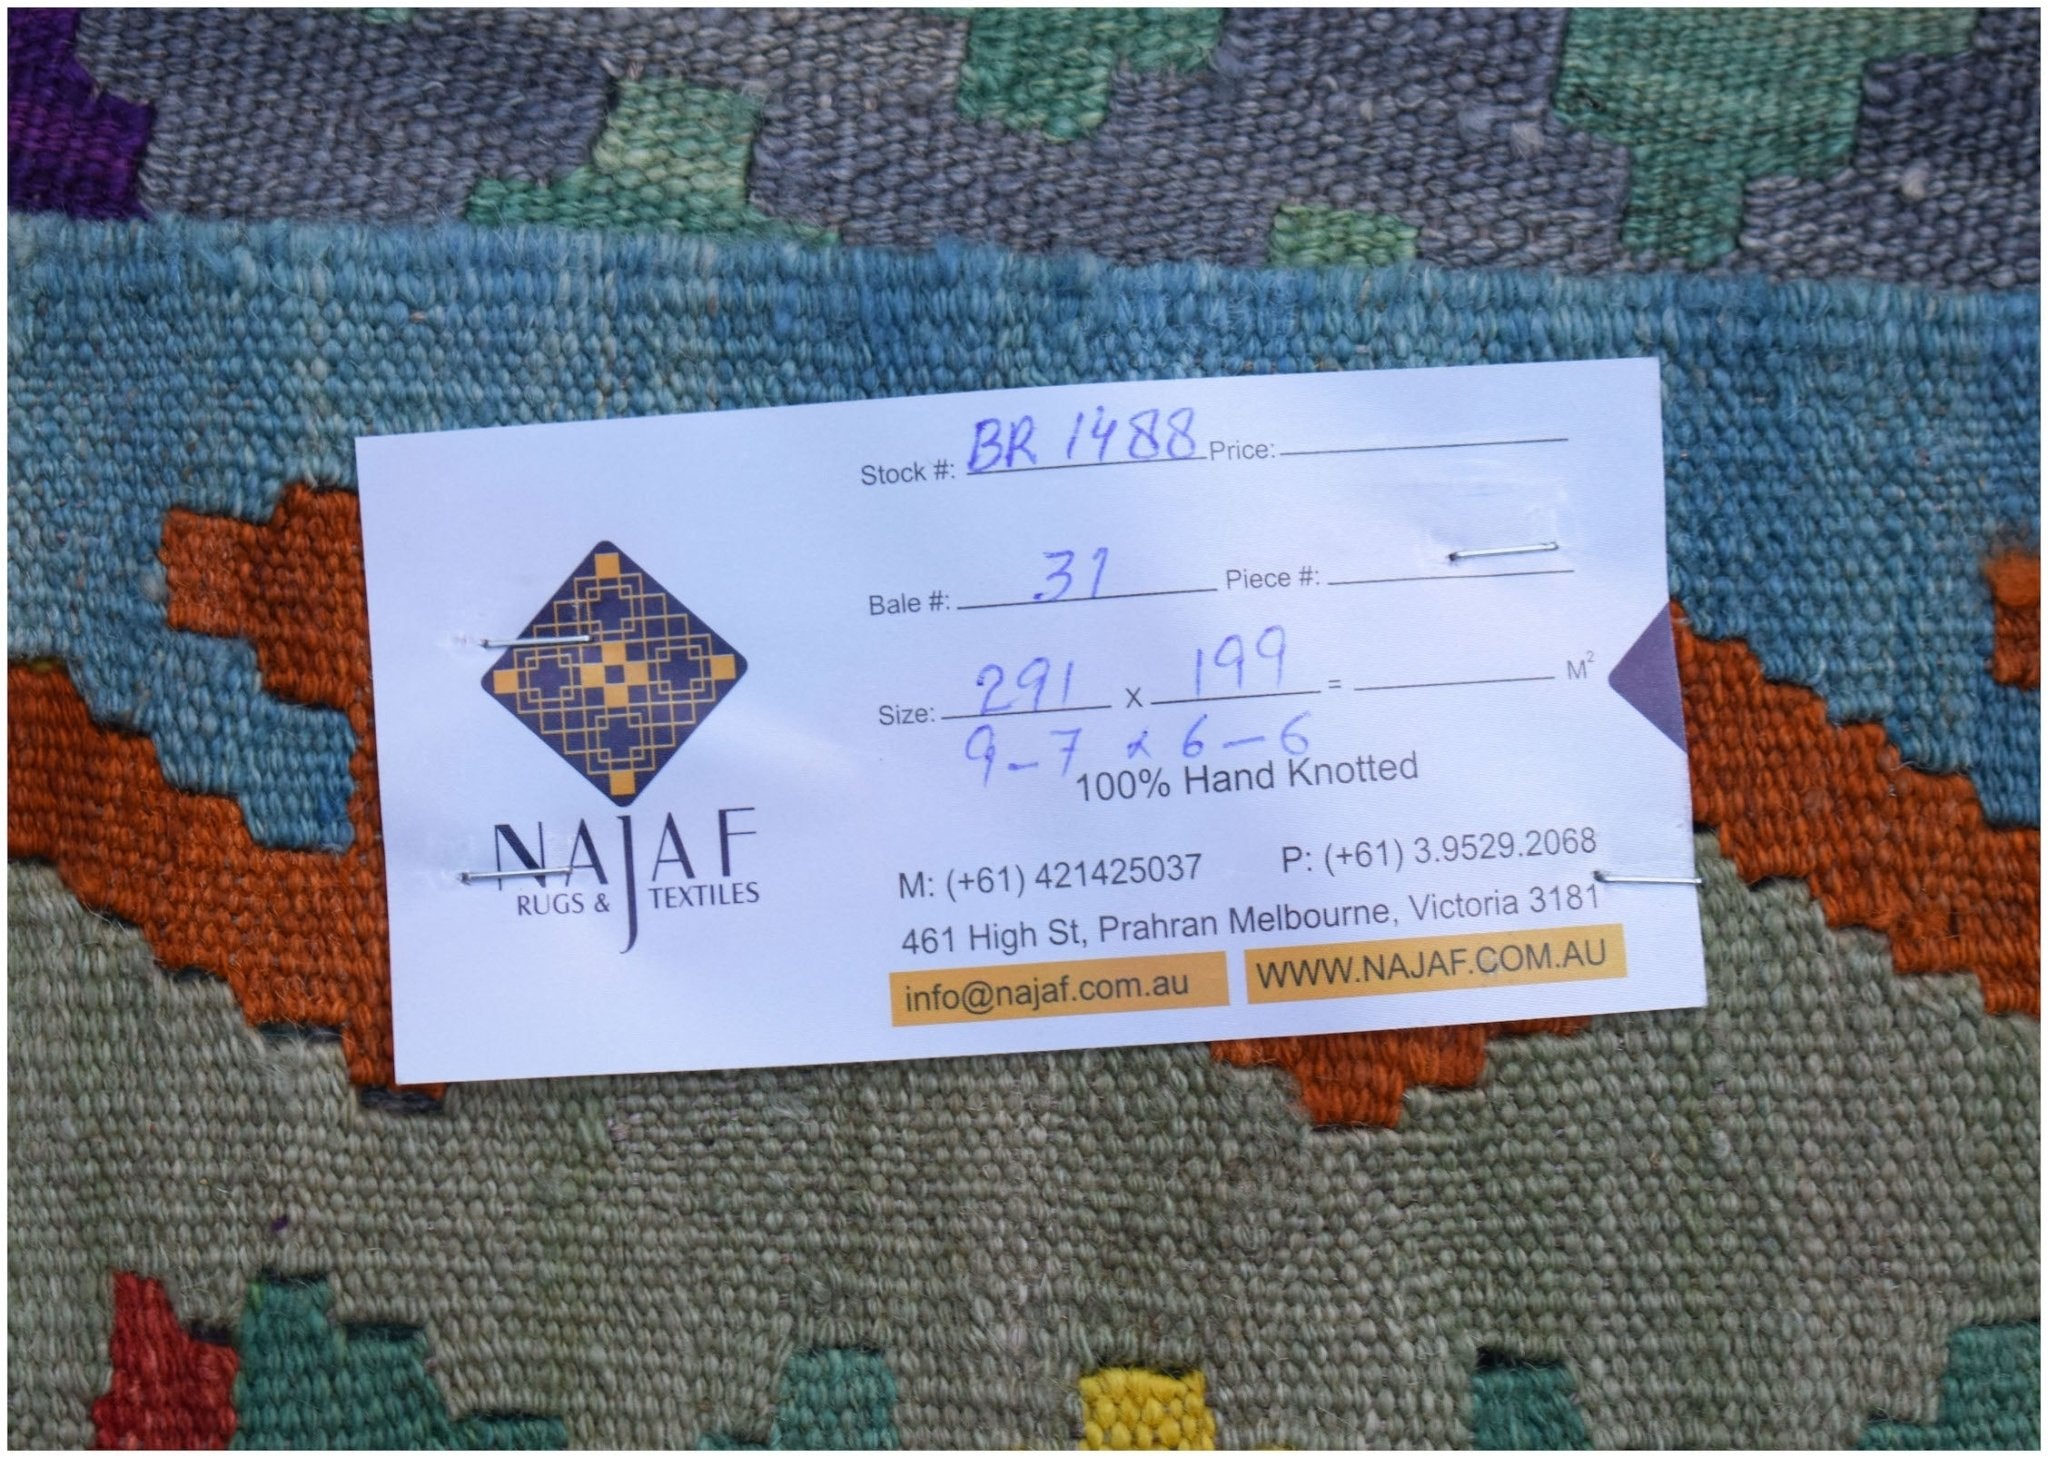 Stock #: BR 1488 Price:
Bale #: 31 Piece #:
Size: 291 x 199 = M²
9-7 x 6-6
100% Hand Knotted
NAJAF
RUGS & TEXTILES
M: (+61) 421425037 P: (+61) 3.9529.2068
461 High St, Prahran Melbourne, Victoria 3181
info@najaf.com.au WWW.NAJAF.COM.AU